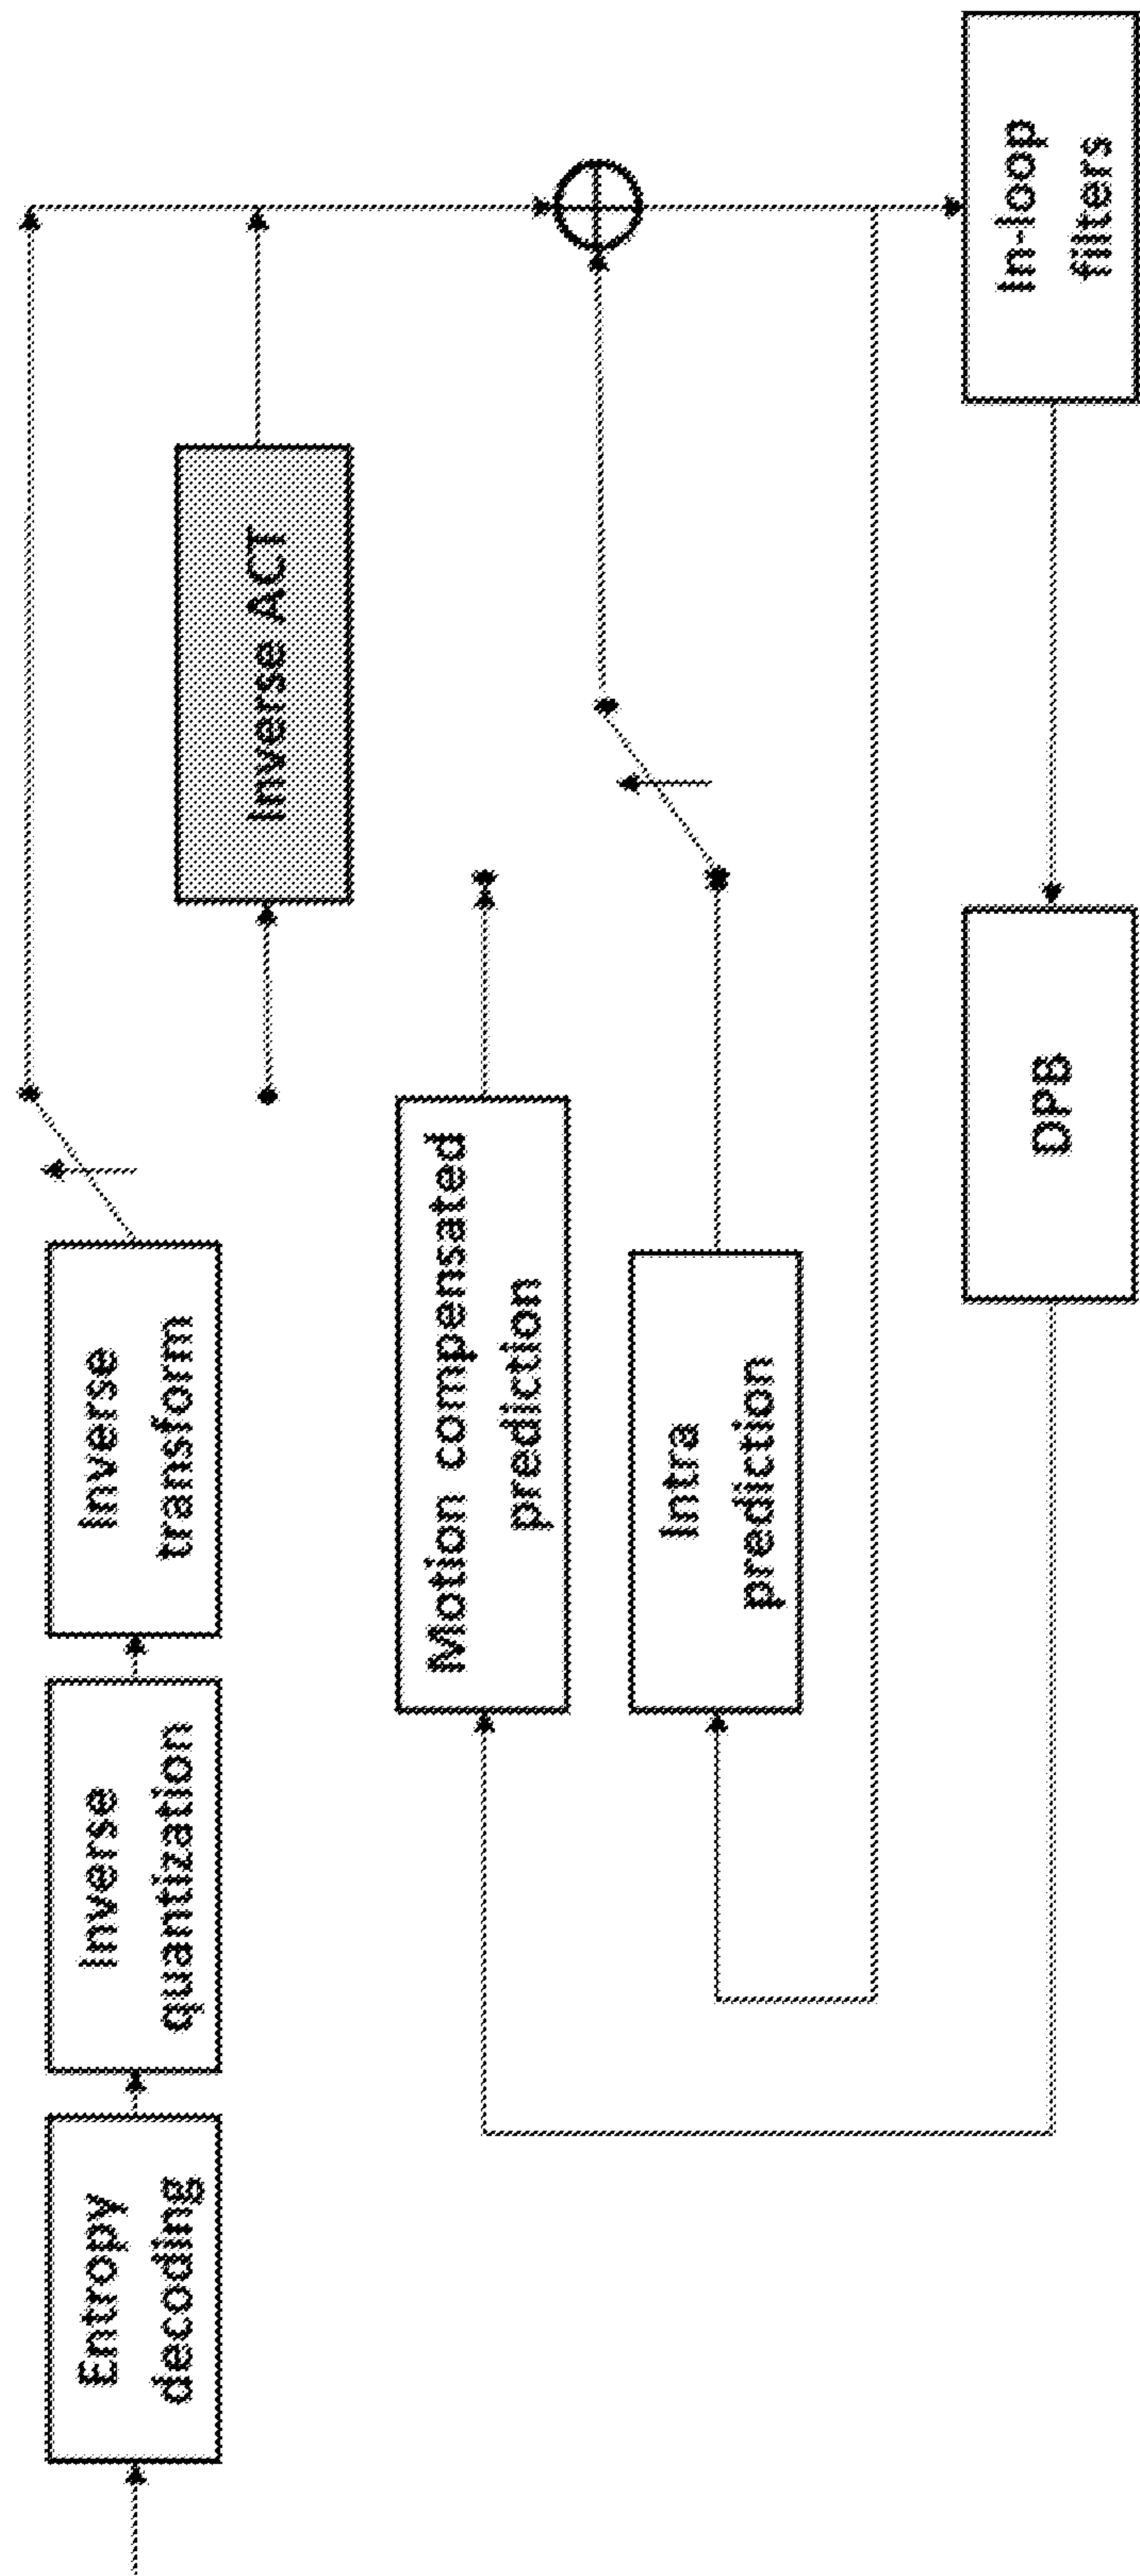 Entropy
decoding
Inverse
quantization
Inverse
transform
Inverse ACT
Motion compensated
prediction
Intra
prediction
DPB
In-loop
filters